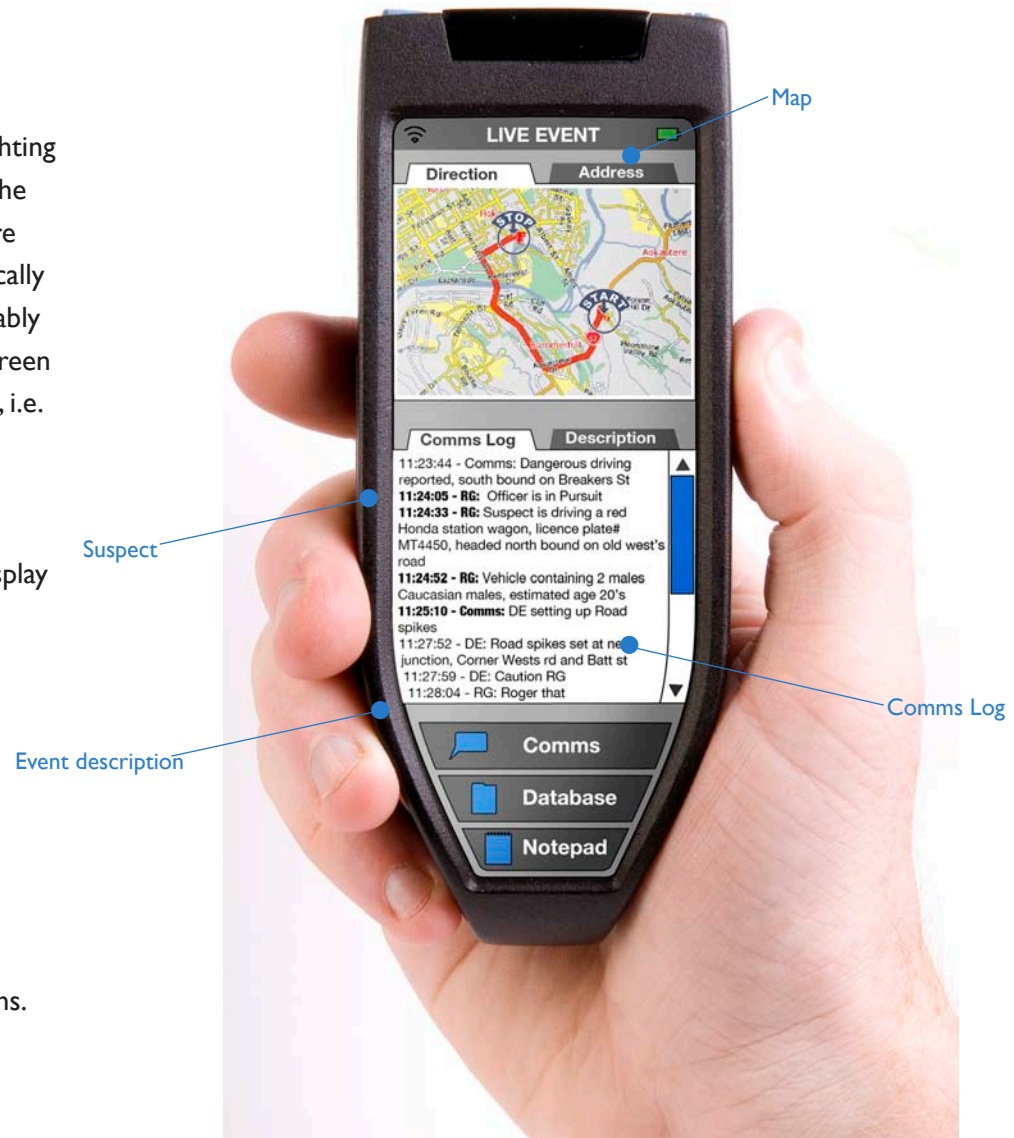 hting
he
re
cally
ably
reen
, i.e.
splay
ns.
Map
Suspect
Event description
Comms Log
LIVE EVENT
Direction
Address
STOP
START
Aokautere
Comms Log
Description
11:23:44 - Comms: Dangerous driving
reported, south bound on Breakers St
11:24:05 - RG: Officer is in Pursuit
11:24:33 - RG: Suspect is driving a red
Honda station wagon, licence plate#
MT4450, headed north bound on old west's
road
11:24:52 - RG: Vehicle containing 2 males
Caucasian males, estimated age 20's
11:25:10 - Comms: DE setting up Road
spikes
11:27:52 - DE: Road spikes set at
junction, Corner Wests rd and Batt st
11:27:59 - DE: Caution RG
11:28:04 - RG: Roger that
Comms
Database
Notepad